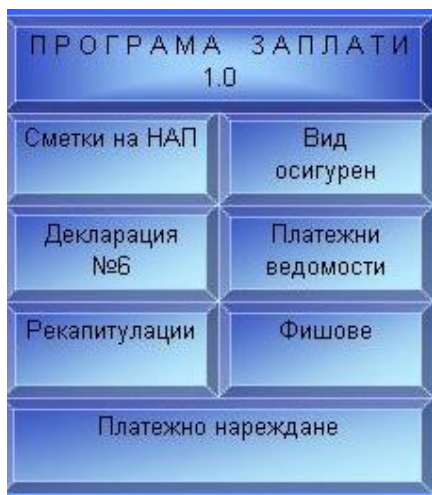 ПРОГРАМА ЗАПЛАТИ
1.0
Сметки на НАП
Вид
осигурен
Декларация
№6
Платежни
ведомости
Рекапитулации
Фишове
Платежно нареждане